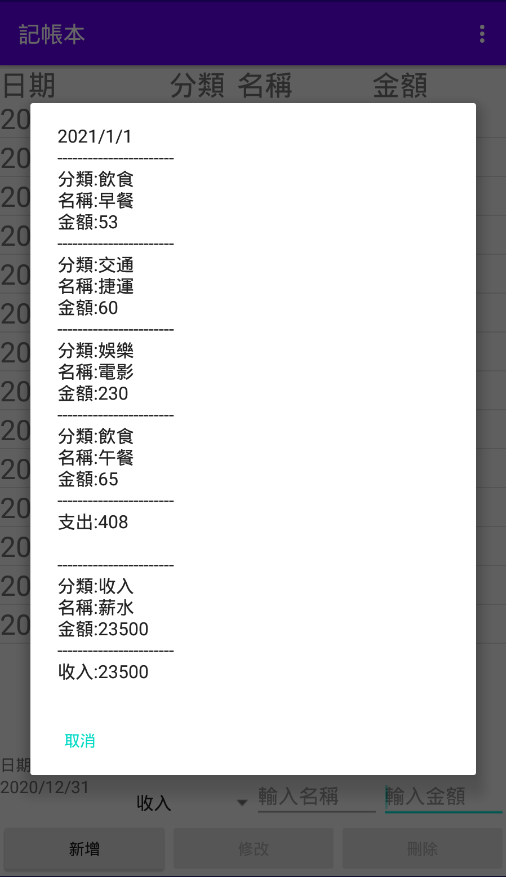 記帳本
日期 分類 名稱 金額
20
20
20
20
20
20
20
20
20
20
20
20
20
20
2021/1/1
-----------------------
分類:飲食
名稱:早餐
金額:53
-----------------------
分類:交通
名稱:捷運
金額:60
-----------------------
分類:娛樂
名稱:電影
金額:230
-----------------------
分類:飲食
名稱:午餐
金額:65
-----------------------
支出:408
-----------------------
分類:收入
名稱:薪水
金額:23500
-----------------------
收入:23500
取消
日期
2020/12/31
收入 輸入名稱 輸入金額
新增 修改 刪除